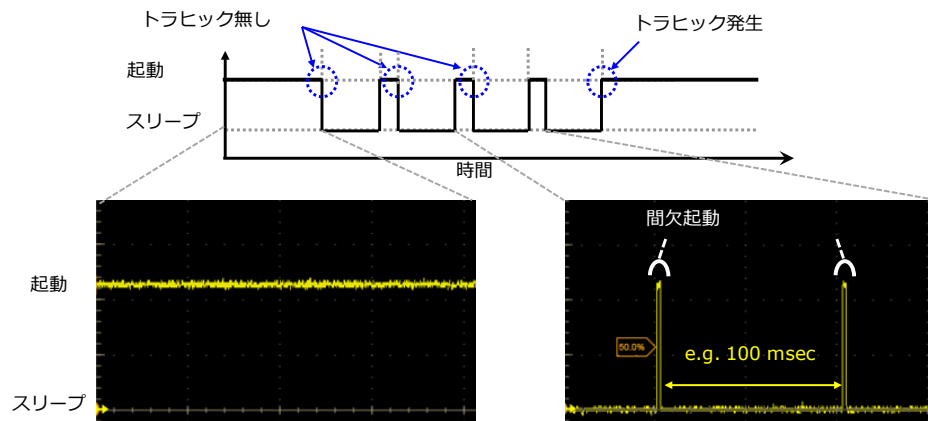 トラヒック無し
トラヒック発生
起動
スリープ
時間
間欠起動
起動
50.0%
e.g. 100 msec
スリープ